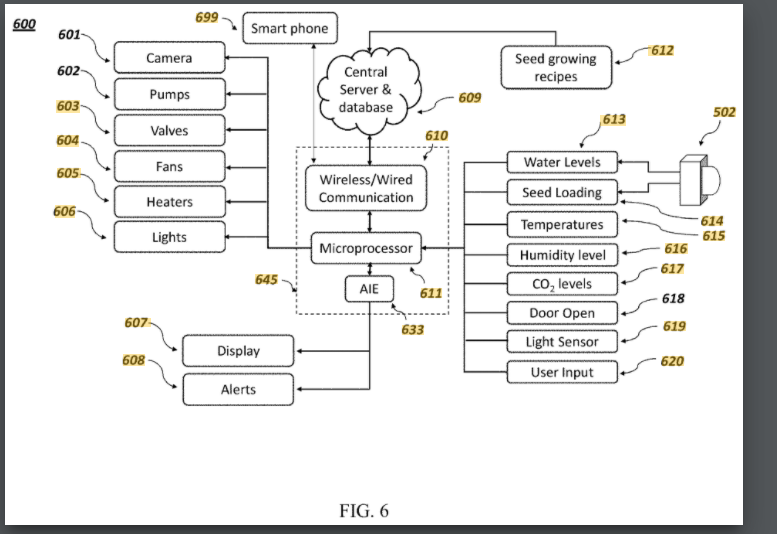 600
699
Smart phone
601
Camera
602
Pumps
603
Valves
604
Fans
605
Heaters
606
Lights
Central
Server &
database
609
Seed growing
recipes
612
610
Wireless/Wired
Communication
Microprocessor
611
645
AIE
633
613
502
Water Levels
Seed Loading
614
Temperatures
615
Humidity level
616
CO₂ levels
617
Door Open
618
Light Sensor
619
User Input
620
607
Display
608
Alerts
FIG. 6